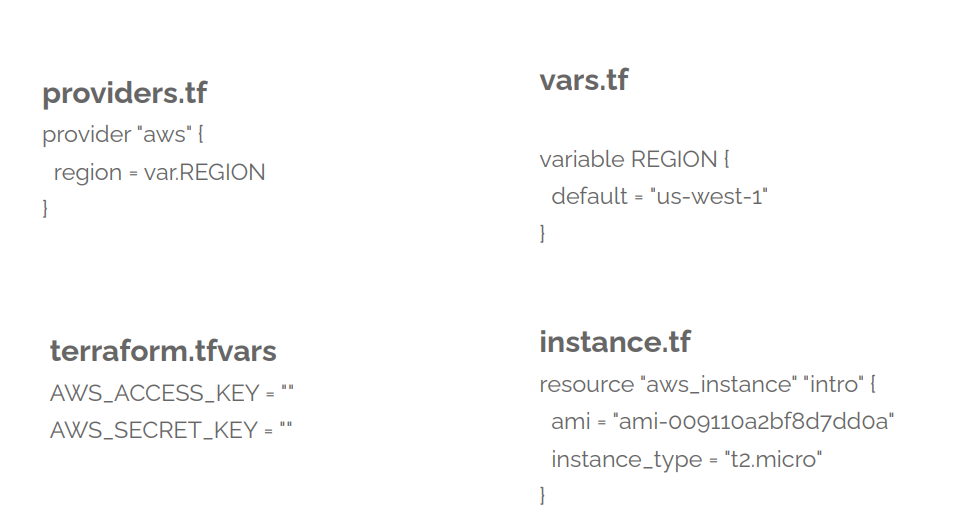 providers.tf
provider "aws" {
region = var.REGION
}
vars.tf
variable REGION {
default = "us-west-1"
}
terraform.tfvars
AWS_ACCESS_KEY = ""
AWS_SECRET_KEY = ""
instance.tf
resource "aws_instance" "intro" {
ami = "ami-009110a2bf8d7dd0a"
instance_type = "t2.micro"
}